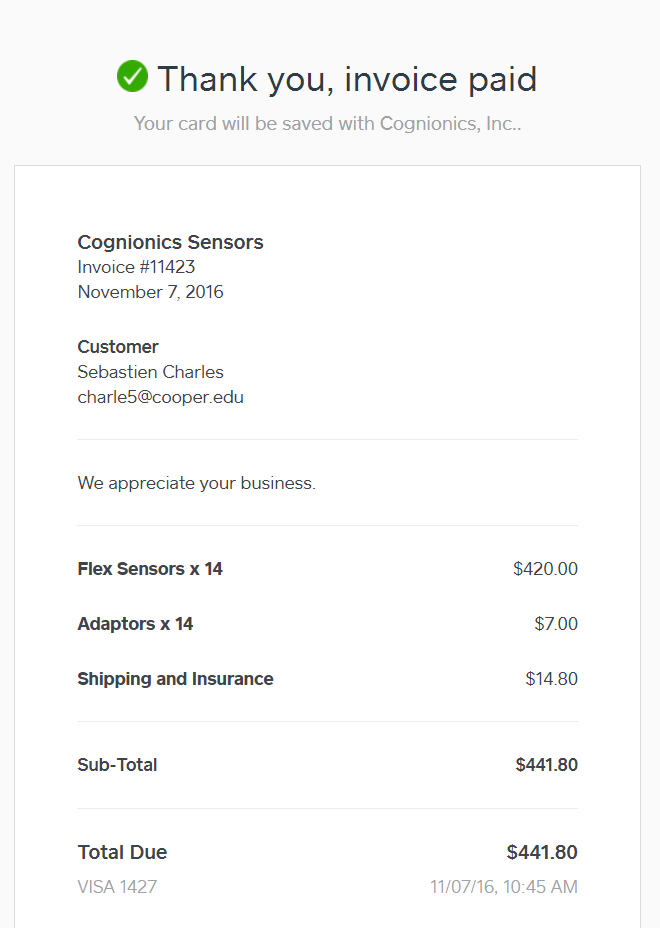 Thank you, invoice paid
Your card will be saved with Cognionics, Inc..
Cognionics Sensors
Invoice #11423
November 7, 2016
Customer
Sebastien Charles
charle5@cooper.edu
We appreciate your business.
Flex Sensors x 14 $420.00
Adaptors x 14 $7.00
Shipping and Insurance $14.80
Sub-Total $441.80
Total Due $441.80
VISA 1427 11/07/16, 10:45 AM